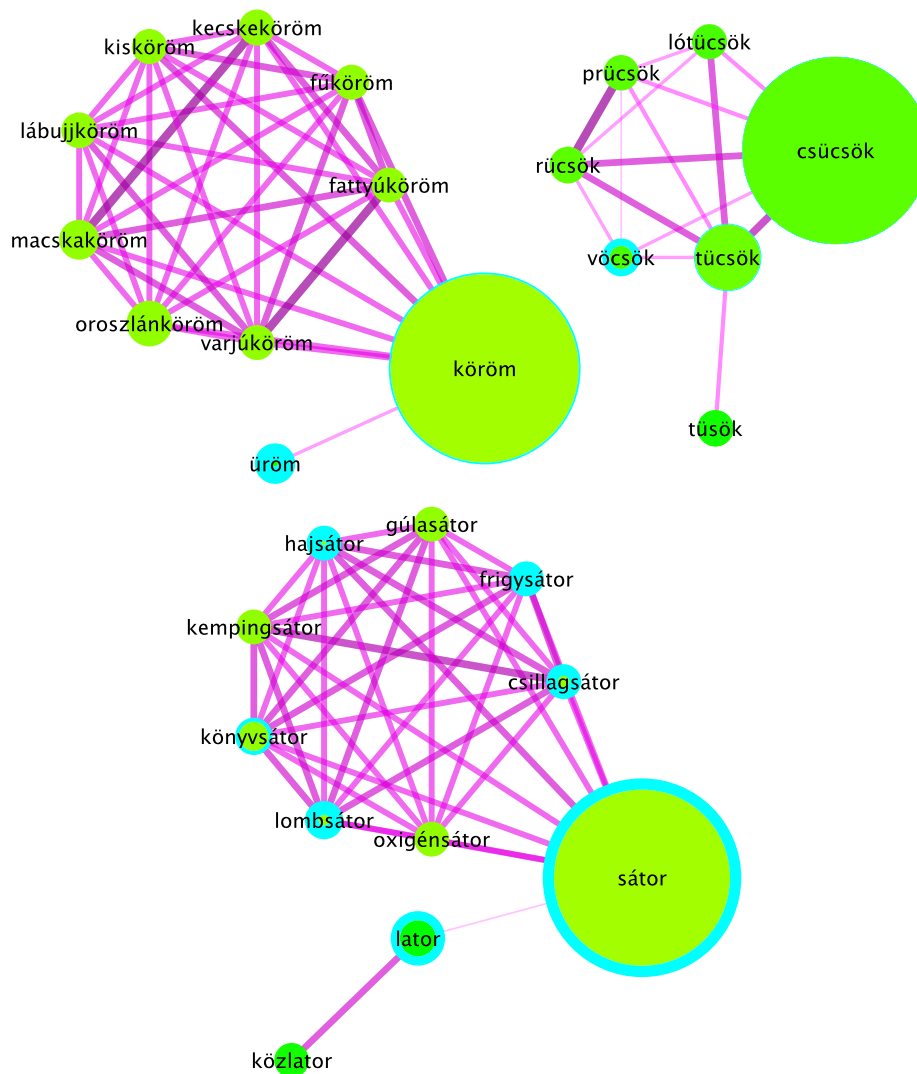 kecskeköröm
kisköröm
fűköröm
lábujjköröm
fattyúköröm
macskaköröm
oroszlánköröm
varjúköröm
köröm
üröm
lótücsök
prücsök
csücsök
rücsök
vöcsök
tücsök
tüsök
gúlasátor
hajsátor
frigysátor
kempingsátor
csillagsátor
könyvsátor
lombsátor
oxigénsátor
sátor
lator
közlator